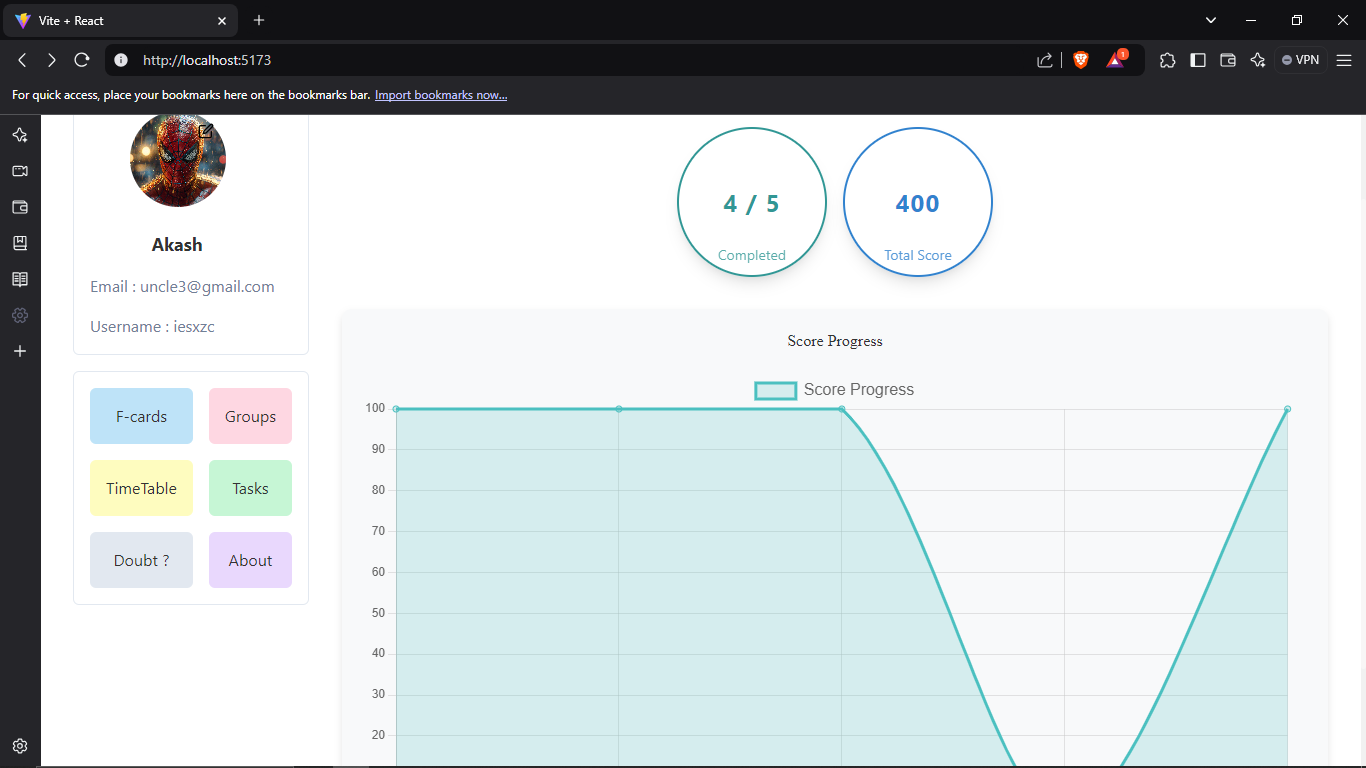 Vite + React
http://localhost:5173
1
VPN
For quick access, place your bookmarks here on the bookmarks bar. Import bookmarks now...
Akash
Email : uncle3@gmail.com
Username : iesxzc
F-cards
Groups
TimeTable
Tasks
Doubt ?
About
4 / 5
Completed
400
Total Score
Score Progress
Score Progress
100
90
80
70
60
50
40
30
20